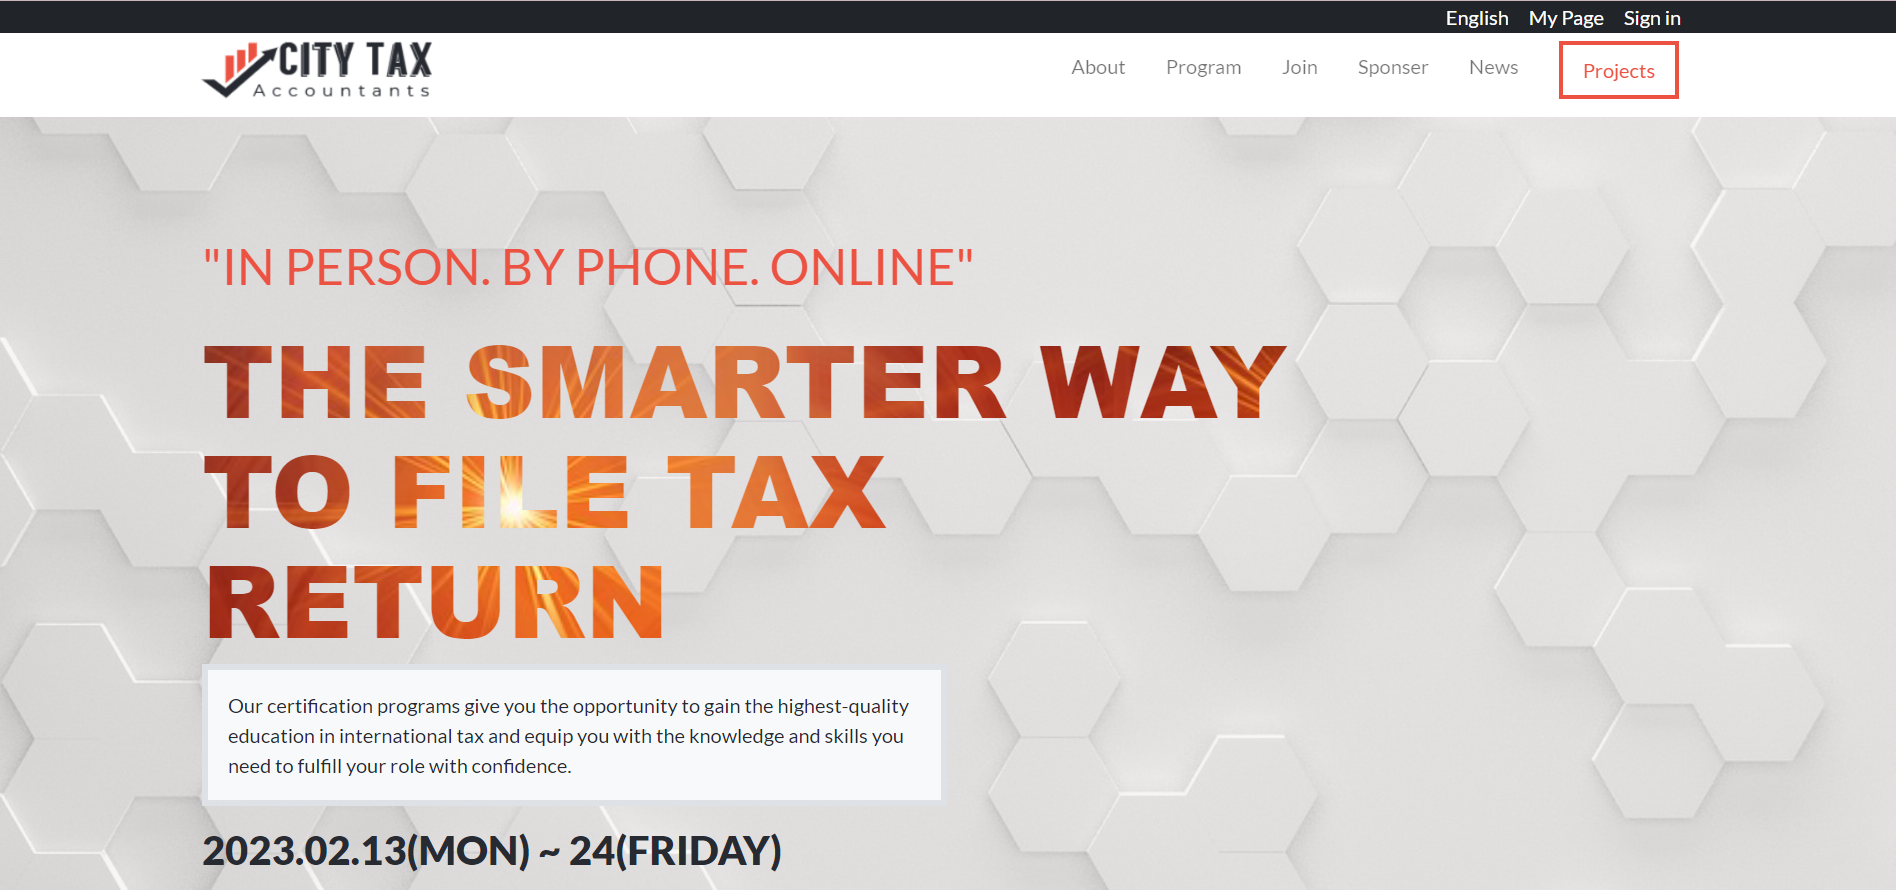 English My Page Sign in
CITY TAX
Accountants
About Program Join Sponser News Projects
"IN PERSON. BY PHONE. ONLINE"
THE SMARTER WAY
TO FILE TAX
RETURN
Our certification programs give you the opportunity to gain the highest-quality
education in international tax and equip you with the knowledge and skills you
need to fulfill your role with confidence.
2023.02.13(MON) ~ 24(FRIDAY)